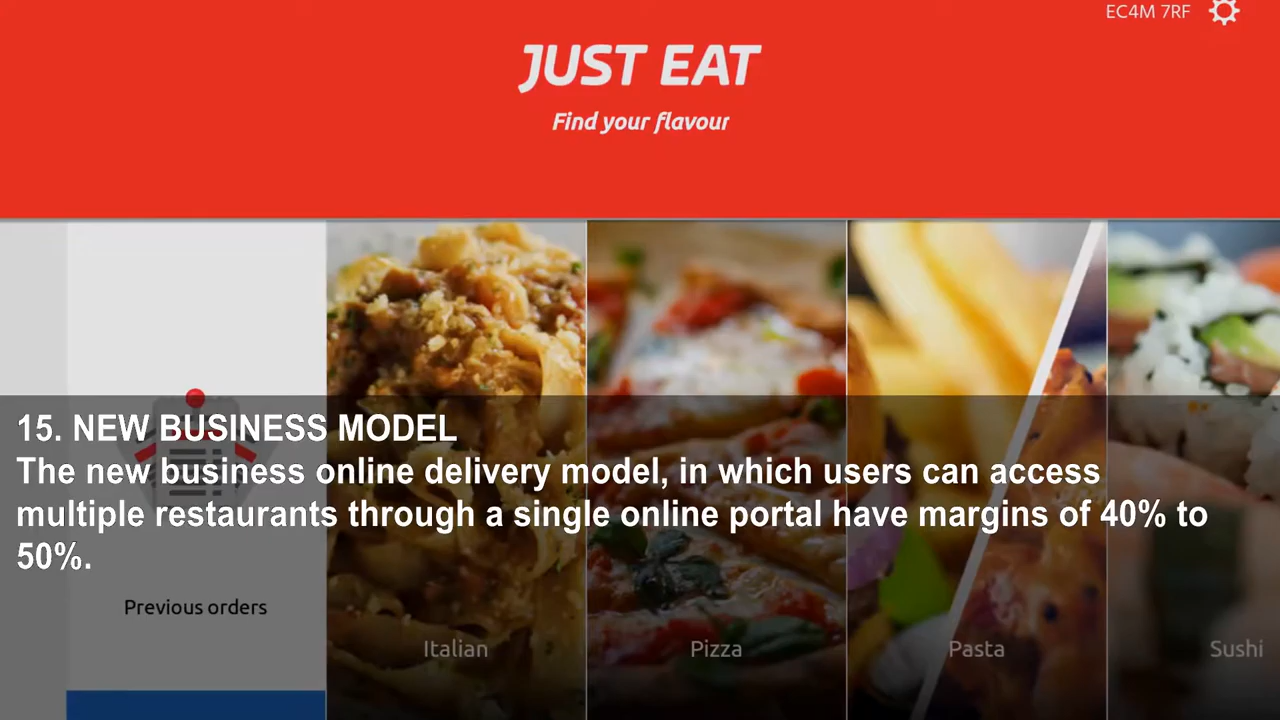 EC4M 7RF
JUST EAT
Find your flavour
15. NEW BUSINESS MODEL
The new business online delivery model, in which users can access
multiple restaurants through a single online portal have margins of 40% to
50%.
Previous orders
Italian
Pizza
Pasta
Sushi